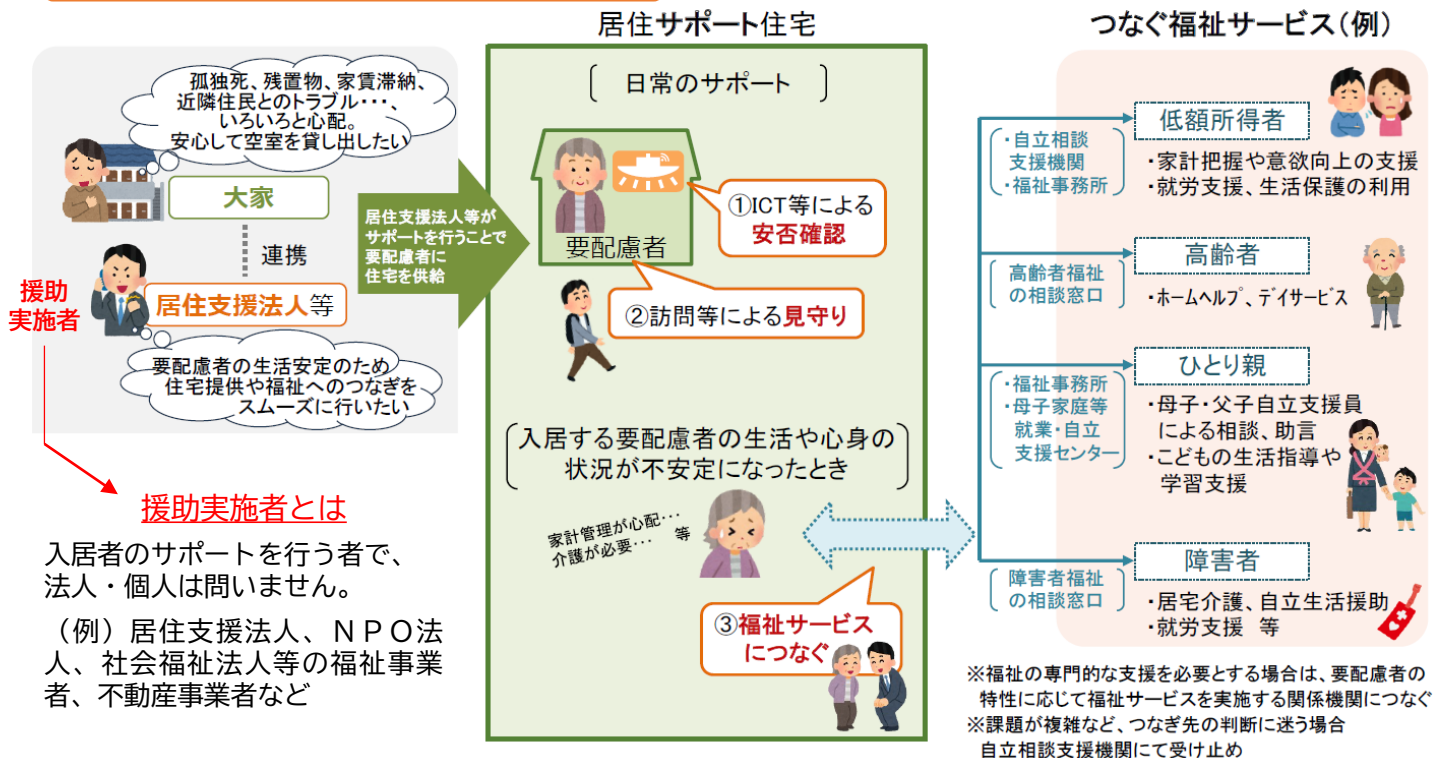 孤独死、残置物、家賃滞納、
近隣住民とのトラブル･･･、
いろいろと心配。
安心して空室を貸し出したい
大家
連携
援助
実施者
居住支援法人等
要配慮者の生活安定のため
住宅提供や福祉へのつなぎを
スムーズに行いたい
援助実施者とは
入居者のサポートを行う者で、
法人・個人は問いません。
（例）居住支援法人、ＮＰＯ法
人、社会福祉法人等の福祉事業
者、不動産事業者など
居住支援法人等が
サポートを行うことで
要配慮者に
住宅を供給
居住サポート住宅
日常のサポート
要配慮者
①ICT等による
安否確認
②訪問等による見守り
入居する要配慮者の生活や心身の
状況が不安定になったとき
家計管理が心配･･･
介護が必要･･･ 等
③福祉サービス
につなぐ
つなぐ福祉サービス（例）
・自立相談
支援機関
・福祉事務所
低額所得者
・家計把握や意欲向上の支援
・就労支援、生活保護の利用
高齢者福祉
の相談窓口
高齢者
・ホームヘルプ、デイサービス
・福祉事務所
・母子家庭等
就業・自立
支援センター
ひとり親
・母子・父子自立支援員
による相談、助言
・こどもの生活指導や
学習支援
障害者福祉
の相談窓口
障害者
・居宅介護、自立生活援助
・就労支援 等
※福祉の専門的な支援を必要とする場合は、要配慮者の
特性に応じて福祉サービスを実施する関係機関につなぐ
※課題が複雑など、つなぎ先の判断に迷う場合
自立相談支援機関にて受け止め